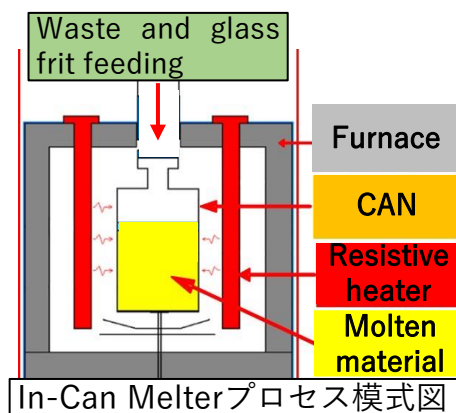 Waste and glass
frit feeding
Furnace
CAN
Resistive
heater
Molten
material
In-Can Melterプロセス模式図